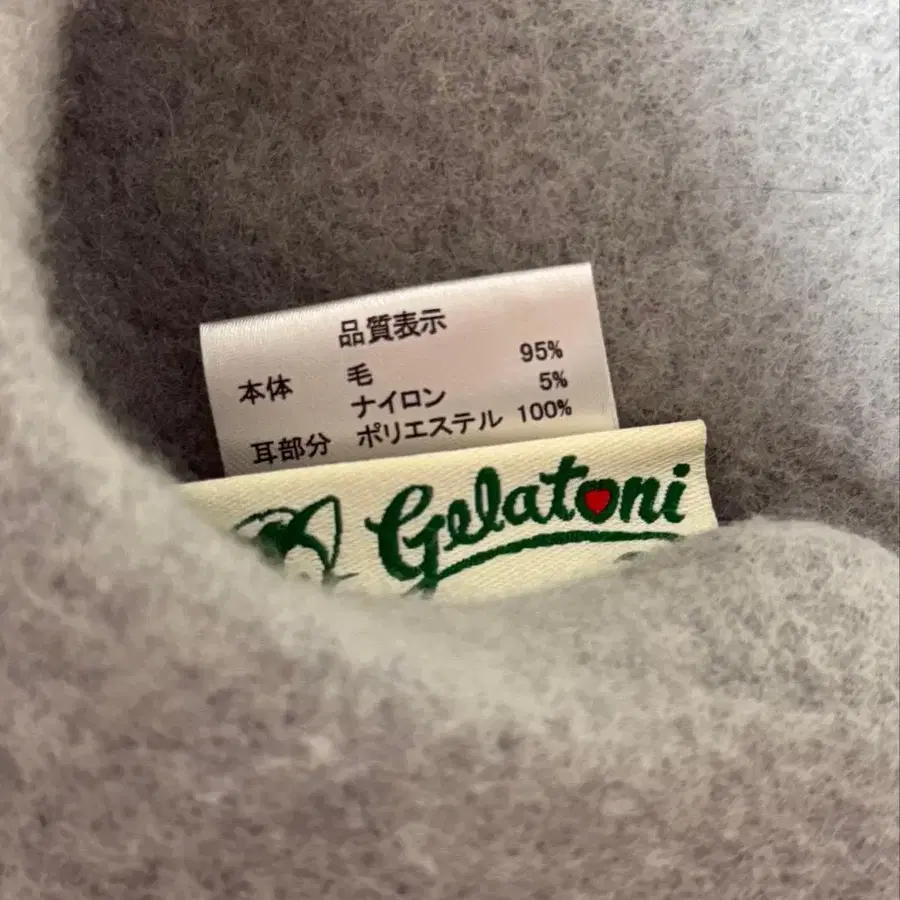 品質表示
本体 毛 95%
ナイロン 5%
耳部分 ポリエステル 100%
Gelatoni